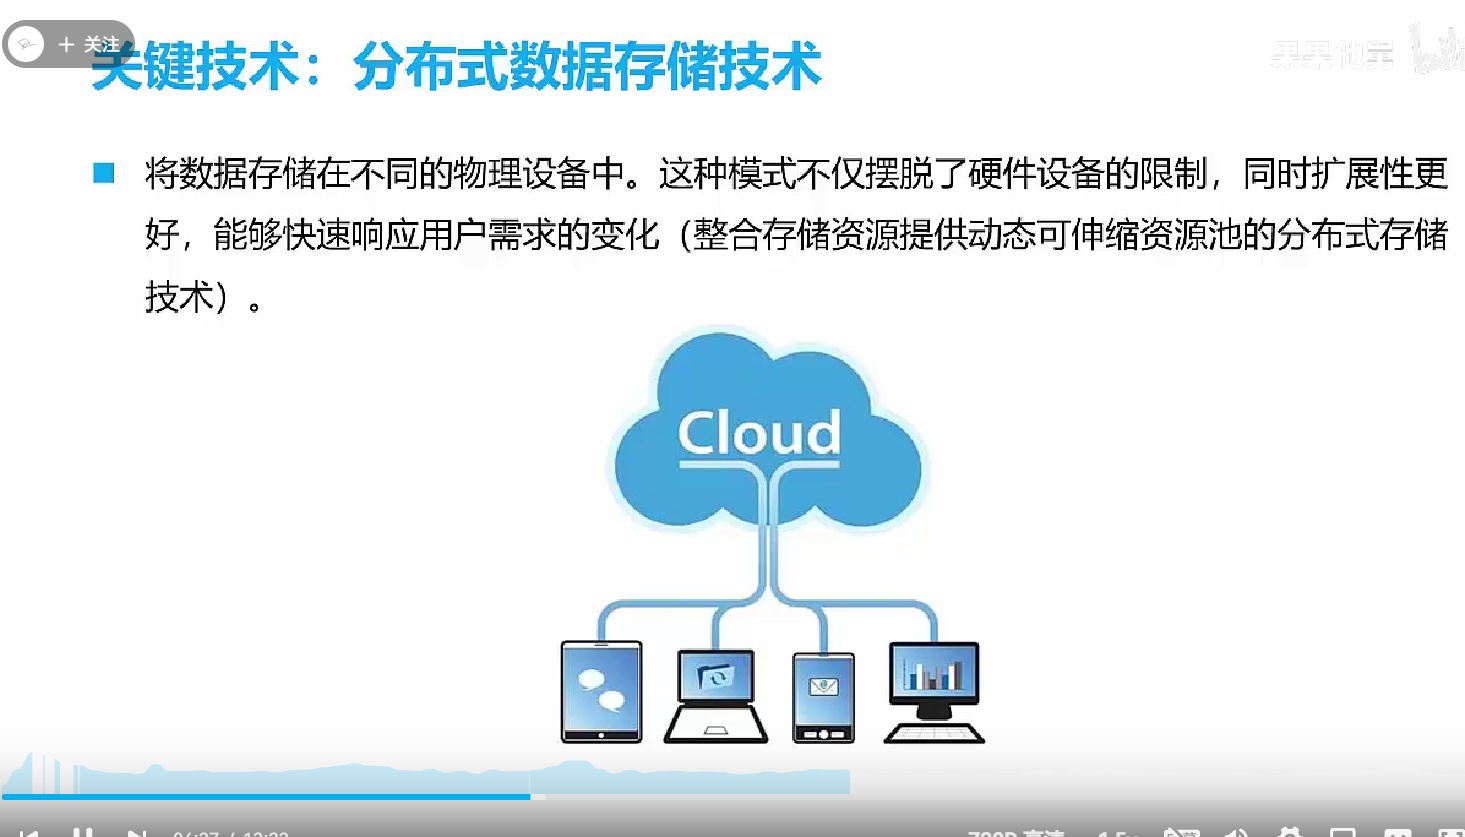 + 关注
关键技术：分布式数据存储技术
将数据存储在不同的物理设备中。这种模式不仅摆脱了硬件设备的限制，同时扩展性更
好，能够快速响应用户需求的变化（整合存储资源提供动态可伸缩资源池的分布式存储
技术）。
Cloud